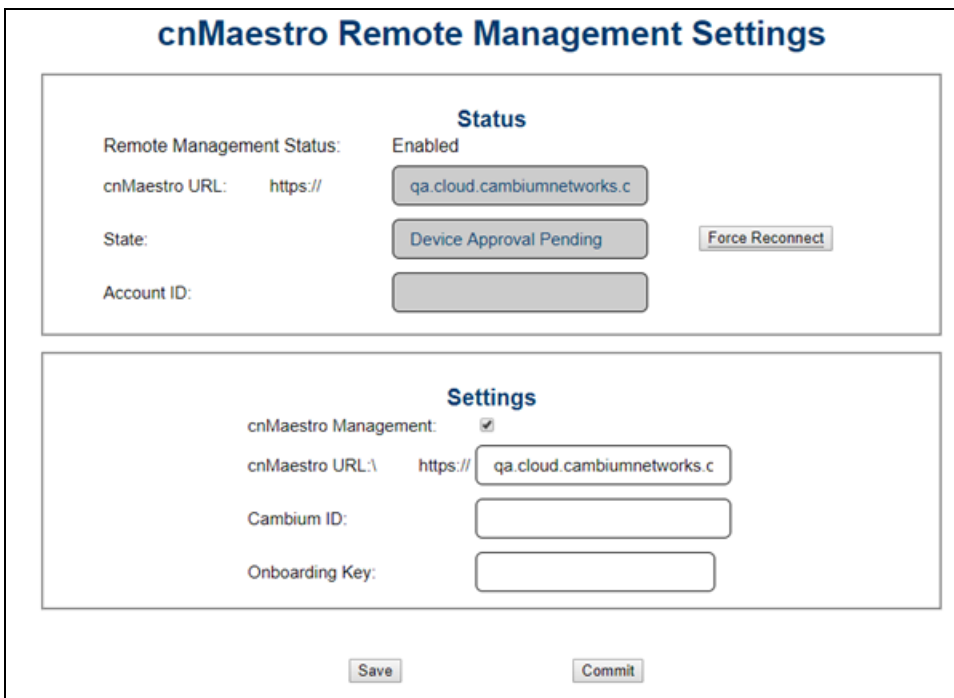 cnMaestro Remote Management Settings
Status
Remote Management Status: Enabled
cnMaestro URL: https:// qa.cloud.cambiumnetworks.c
State: Device Approval Pending Force Reconnect
Account ID:
Settings
cnMaestro Management:
cnMaestro URL:\ https:// qa.cloud.cambiumnetworks.c
Cambium ID:
Onboarding Key:
Save Commit